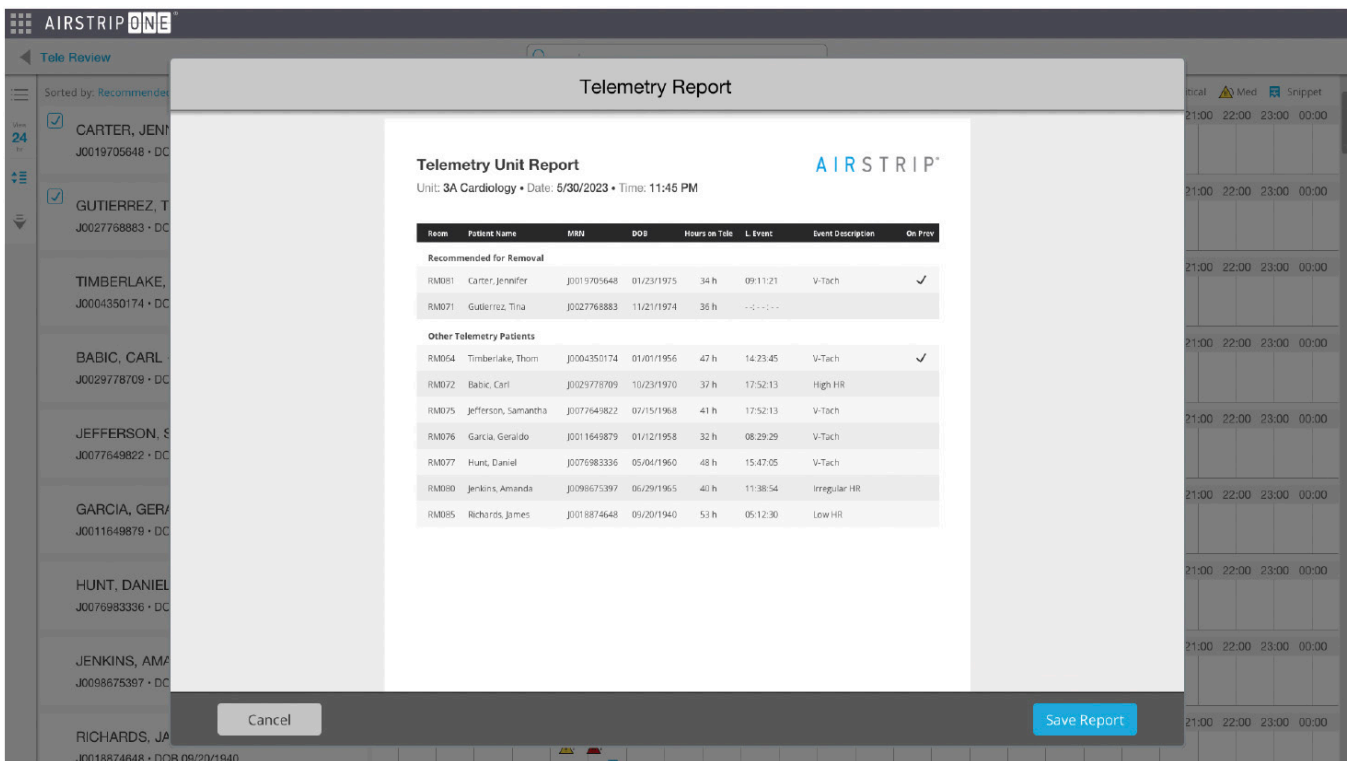 AIRSTRIP ONE®
Tele Review
Telemetry Report
Sorted by: Recommended
Med Snippet
View
24
hr
CARTER, JENN
J0019705648 • DO
GUTIERREZ, T
J0027768883 • DO
TIMBERLAKE,
J0004350174 • DO
BABIC, CARL
J0029778709 • DO
JEFFERSON, S
J0077649822 • DO
GARCIA, GERA
J0011649879 • DO
HUNT, DANIEL
J0076983336 • DO
JENKINS, AMA
J0098675397 • DO
RICHARDS, JA
J0018874648 • DOB 09/20/1940
Telemetry Unit Report
AIRSTRIP®
Unit: 3A Cardiology • Date: 5/30/2023 • Time: 11:45 PM
Room Patient Name MRN DOB Hours on Tele L. Event Event Description On Prev
Recommended for Removal
RM081 Carter, Jennifer J0019705648 01/23/1975 34 h 09:11:21 V-Tach ✓
RM071 Gutierrez, Tina J0027768883 11/21/1974 36 h --:--:--
Other Telemetry Patients
RM064 Timberlake, Thom J0004350174 01/01/1956 47 h 14:23:45 V-Tach ✓
RM072 Babic, Carl J0029778709 10/23/1970 37 h 17:52:13 High HR
RM075 Jefferson, Samantha J0077649822 07/15/1968 41 h 17:52:13 V-Tach
RM076 Garcia, Geraldo J0011649879 01/12/1958 32 h 08:29:29 V-Tach
RM077 Hunt, Daniel J0076983336 05/04/1960 48 h 15:47:05 V-Tach
RM080 Jenkins, Amanda J0098675397 06/29/1965 40 h 11:38:54 Irregular HR
RM085 Richards, James J0018874648 09/20/1940 53 h 05:12:30 Low HR
21:00 22:00 23:00 00:00
21:00 22:00 23:00 00:00
21:00 22:00 23:00 00:00
21:00 22:00 23:00 00:00
21:00 22:00 23:00 00:00
21:00 22:00 23:00 00:00
21:00 22:00 23:00 00:00
21:00 22:00 23:00 00:00
21:00 22:00 23:00 00:00
Cancel
Save Report